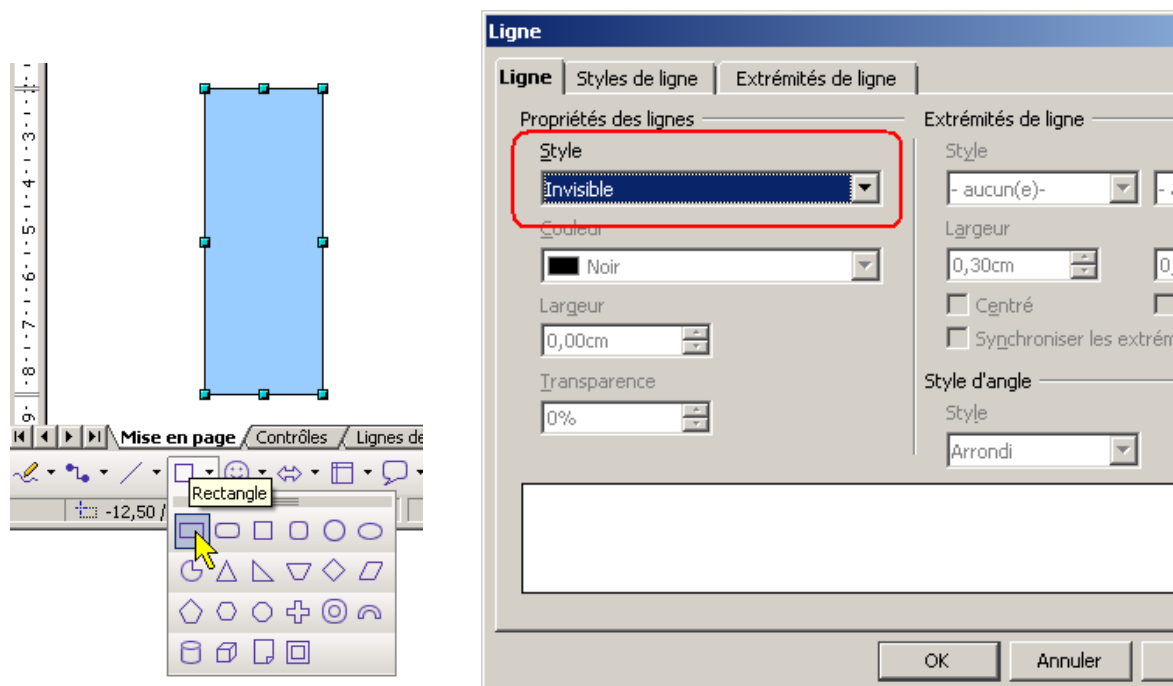 3 4 5 6 7 8 9
Mise en page Contrôles Lignes de
Rectangle
-12,50 /
Ligne
Ligne Styles de ligne Extrémités de ligne
Propriétés des lignes
Style
Invisible
Couleur
Noir
Largeur
0,00cm
Transparence
0%
Extrémités de ligne
Style
- aucun(e)- -
Largeur
0,30cm 0,
Centré
Synchroniser les extrém
Style d'angle
Style
Arrondi
OK Annuler